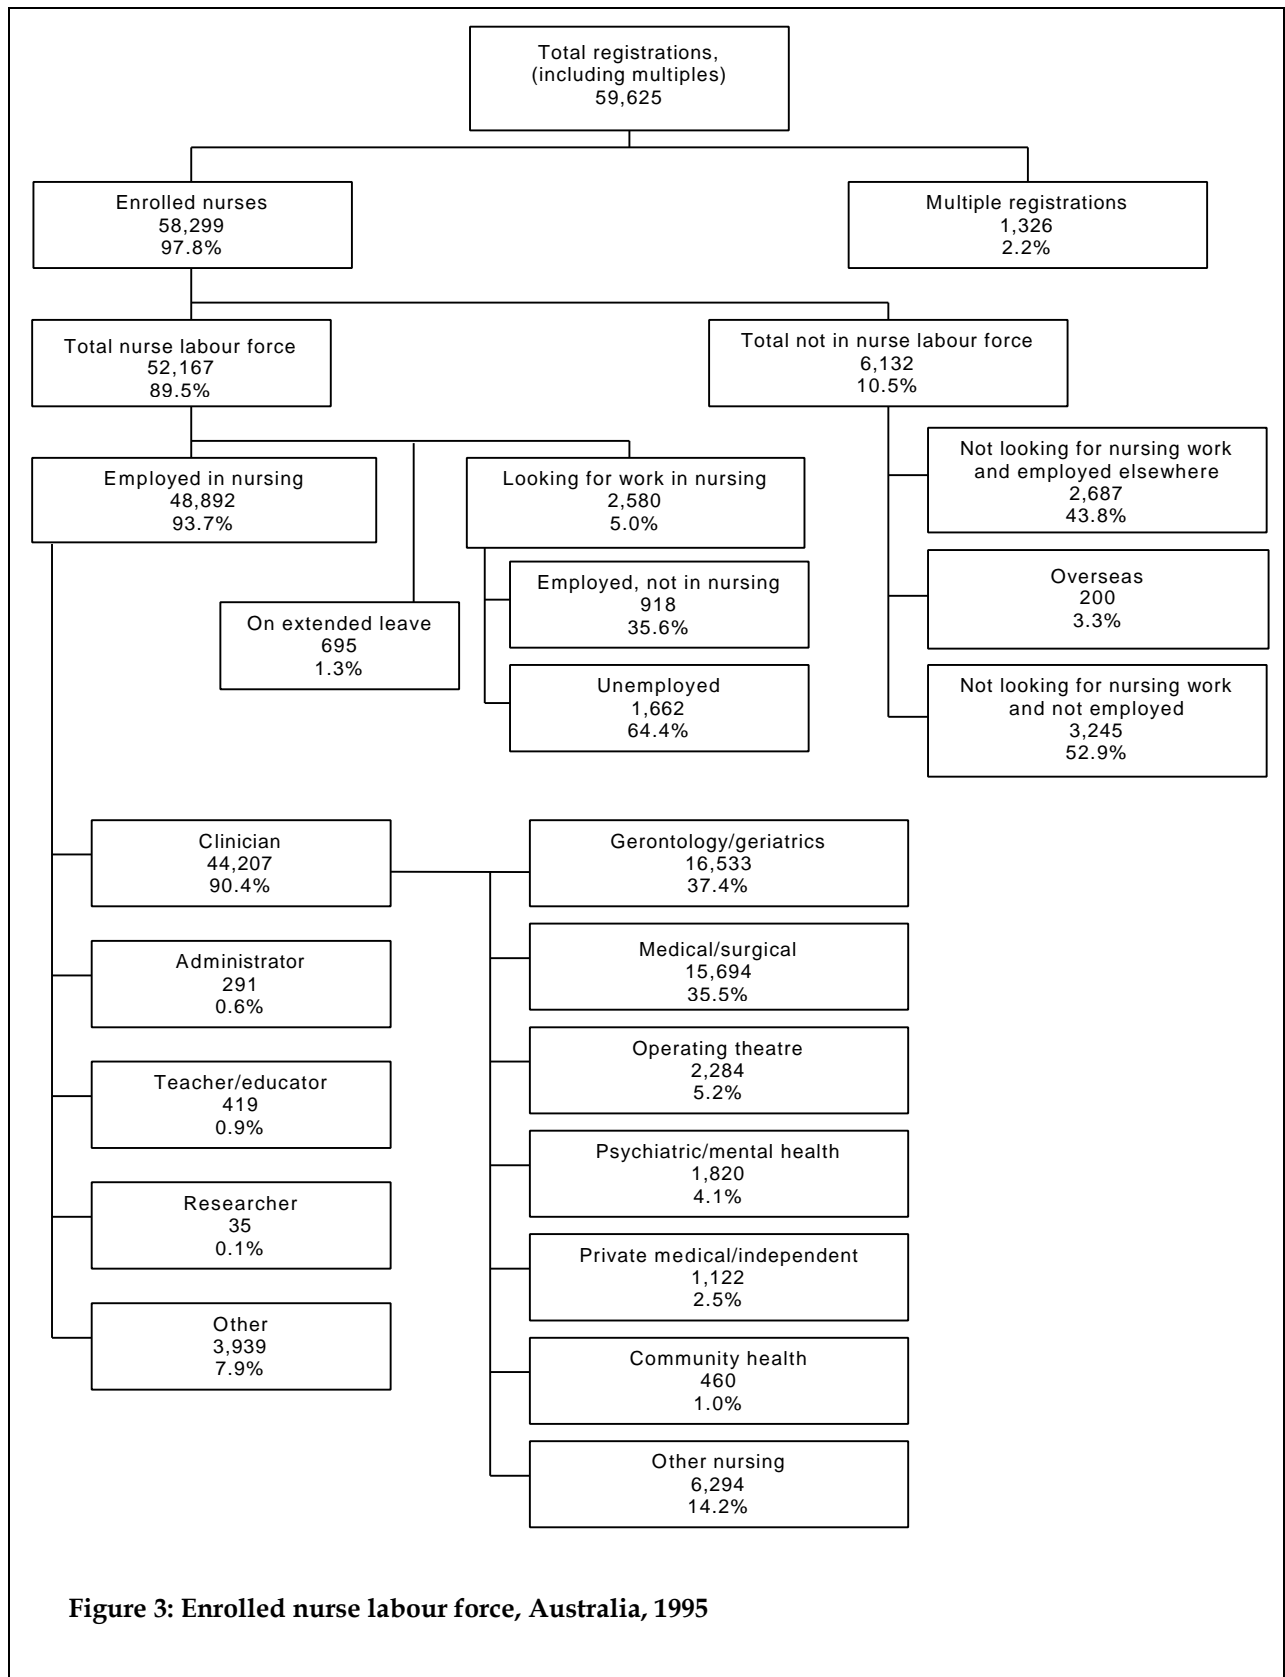 Total registrations,
(including multiples)
59,625
Enrolled nurses
58,299
97.8%
Multiple registrations
1,326
2.2%
Total nurse labour force
52,167
89.5%
Total not in nurse labour force
6,132
10.5%
Employed in nursing
48,892
93.7%
Looking for work in nursing
2,580
5.0%
Not looking for nursing work
and employed elsewhere
2,687
43.8%
Employed, not in nursing
918
35.6%
Overseas
200
3.3%
On extended leave
695
1.3%
Unemployed
1,662
64.4%
Not looking for nursing work
and not employed
3,245
52.9%
Clinician
44,207
90.4%
Administrator
291
0.6%
Teacher/educator
419
0.9%
Researcher
35
0.1%
Other
3,939
7.9%
Gerontology/geriatrics
16,533
37.4%
Medical/surgical
15,694
35.5%
Operating theatre
2,284
5.2%
Psychiatric/mental health
1,820
4.1%
Private medical/independent
1,122
2.5%
Community health
460
1.0%
Other nursing
6,294
14.2%
Figure 3: Enrolled nurse labour force, Australia, 1995